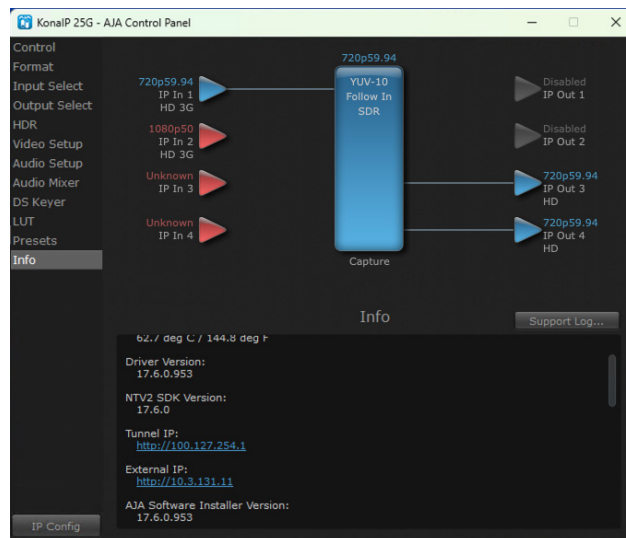 KonaIP 25G - AJA Control Panel
Control
Format
Input Select
Output Select
HDR
Video Setup
Audio Setup
Audio Mixer
DS Keyer
LUT
Presets
Info
IP Config
720p59.94
IP In 1
HD 3G
1080p50
IP In 2
HD 3G
Unknown
IP In 3
Unknown
IP In 4
720p59.94
YUV-10
Follow In
SDR
Capture
Disabled
IP Out 1
Disabled
IP Out 2
720p59.94
IP Out 3
HD
720p59.94
IP Out 4
HD
Info
Support Log...
62.7 deg C / 144.8 deg F
Driver Version:
17.6.0.953
NTV2 SDK Version:
17.6.0
Tunnel IP:
http://100.127.254.1
External IP:
http://10.3.131.11
AJA Software Installer Version:
17.6.0.953